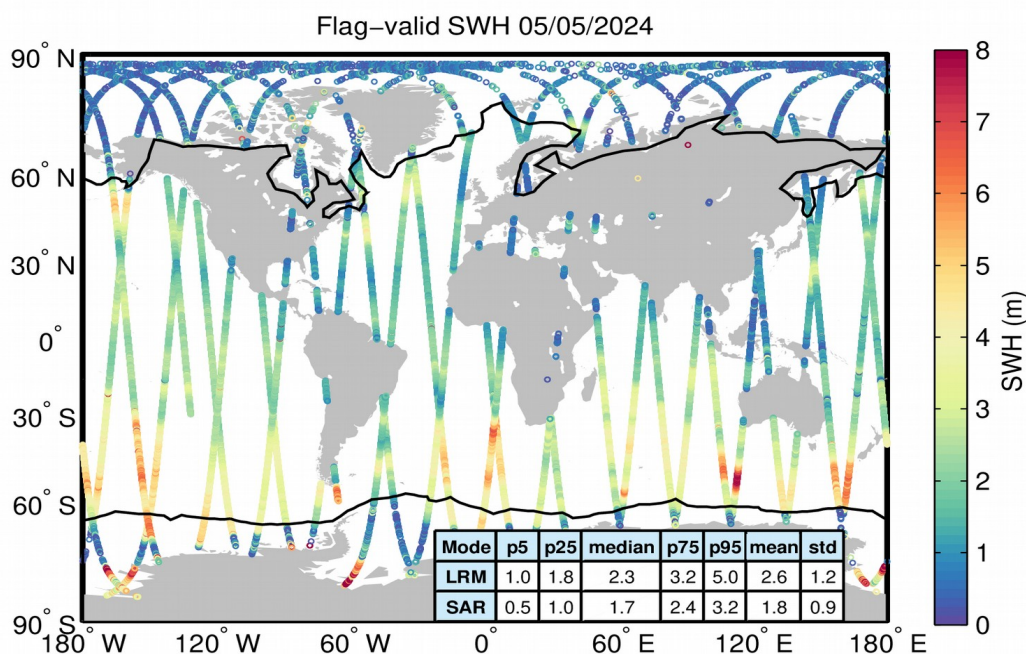 Flag−valid SWH 05/05/2024
90° N
60° N
30° N
0°
30° S
60° S
90° S
180° W
120° W
60° W
0°
60° E
120° E
180° E
Mode p5 p25 median p75 p95 mean std
LRM 1.0 1.8 2.3 3.2 5.0 2.6 1.2
SAR 0.5 1.0 1.7 2.4 3.2 1.8 0.9
8
7
6
5
4
3
2
1
0
SWH (m)